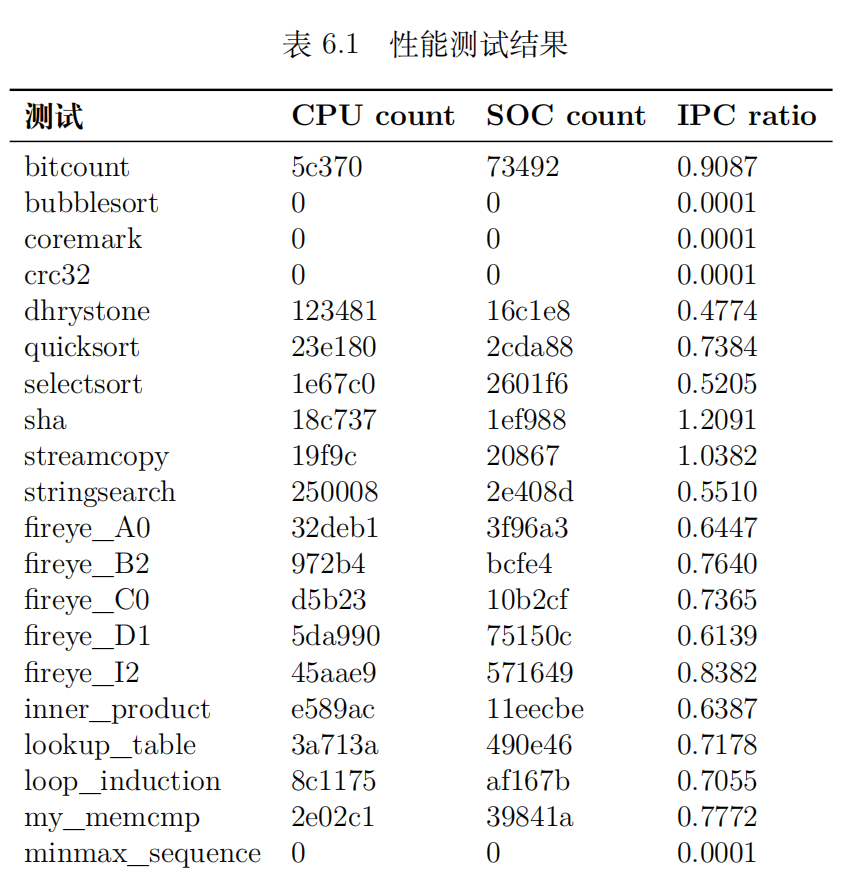 表 6.1 性能测试结果
测试 CPU count SOC count IPC ratio
bitcount 5c370 73492 0.9087
bubblesort 0 0 0.0001
coremark 0 0 0.0001
crc32 0 0 0.0001
dhrystone 123481 16c1e8 0.4774
quicksort 23e180 2cda88 0.7384
selectsort 1e67c0 2601f6 0.5205
sha 18c737 1ef988 1.2091
streamcopy 19f9c 20867 1.0382
stringsearch 250008 2e408d 0.5510
fireye_A0 32deb1 3f96a3 0.6447
fireye_B2 972b4 bcfe4 0.7640
fireye_C0 d5b23 10b2cf 0.7365
fireye_D1 5da990 75150c 0.6139
fireye_I2 45aae9 571649 0.8382
inner_product e589ac 11eecbe 0.6387
lookup_table 3a713a 490e46 0.7178
loop_induction 8c1175 af167b 0.7055
my_memcmp 2e02c1 39841a 0.7772
minmax_sequence 0 0 0.0001